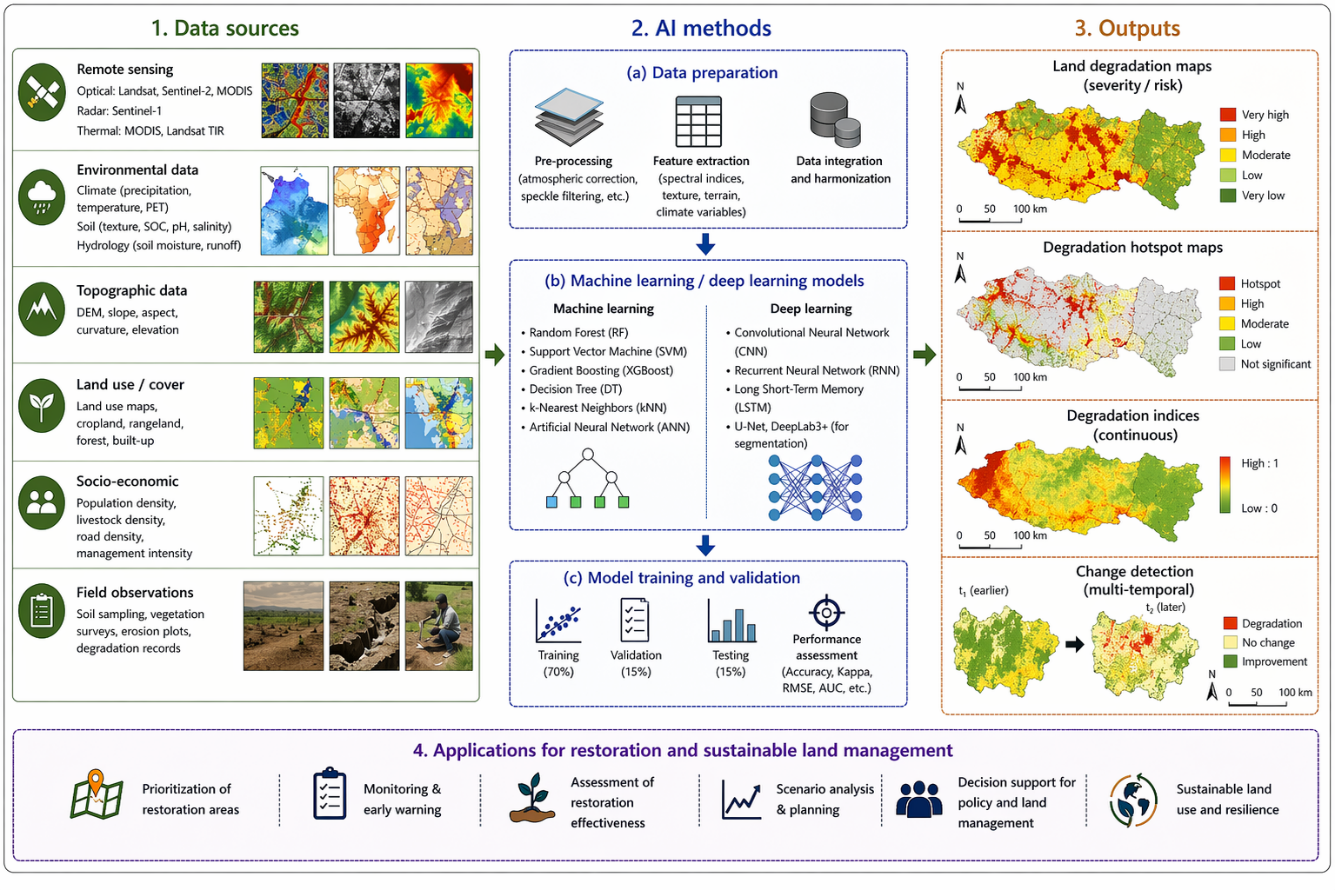 1. Data sources
Remote sensing
Optical: Landsat, Sentinel-2, MODIS
Radar: Sentinel-1
Thermal: MODIS, Landsat TIR
Environmental data
Climate (precipitation,
temperature, PET)
Soil (texture, SOC, pH, salinity)
Hydrology (soil moisture, runoff)
Topographic data
DEM, slope, aspect,
curvature, elevation
Land use / cover
Land use maps,
cropland, rangeland,
forest, built-up
Socio-economic
Population density,
livestock density,
road density,
management intensity
Field observations
Soil sampling, vegetation
surveys, erosion plots,
degradation records
2. AI methods
(a) Data preparation
Pre-processing
(atmospheric correction,
speckle filtering, etc.)
Feature extraction
(spectral indices,
texture, terrain,
climate variables)
Data integration
and harmonization
(b) Machine learning / deep learning models
Machine learning
• Random Forest (RF)
• Support Vector Machine (SVM)
• Gradient Boosting (XGBoost)
• Decision Tree (DT)
• k-Nearest Neighbors (kNN)
• Artificial Neural Network (ANN)
Deep learning
• Convolutional Neural Network
(CNN)
• Recurrent Neural Network (RNN)
• Long Short-Term Memory
(LSTM)
• U-Net, DeepLab3+ (for
segmentation)
(c) Model training and validation
Training
(70%)
Validation
(15%)
Testing
(15%)
Performance
assessment
(Accuracy, Kappa,
RMSE, AUC, etc.)
3. Outputs
Land degradation maps
(severity / risk)
N
Very high
High
Moderate
Low
Very low
0 50 100 km
Degradation hotspot maps
N
Hotspot
High
Moderate
Low
Not significant
0 50 100 km
Degradation indices
(continuous)
N
High : 1
Low : 0
0 50 100 km
Change detection
(multi-temporal)
t₁ (earlier)
t₂ (later)
Degradation
No change
Improvement
N
0 50 100 km
4. Applications for restoration and sustainable land management
Prioritization of
restoration areas
Monitoring &
early warning
Assessment of
restoration
effectiveness
Scenario analysis
& planning
Decision support for
policy and land
management
Sustainable land
use and resilience